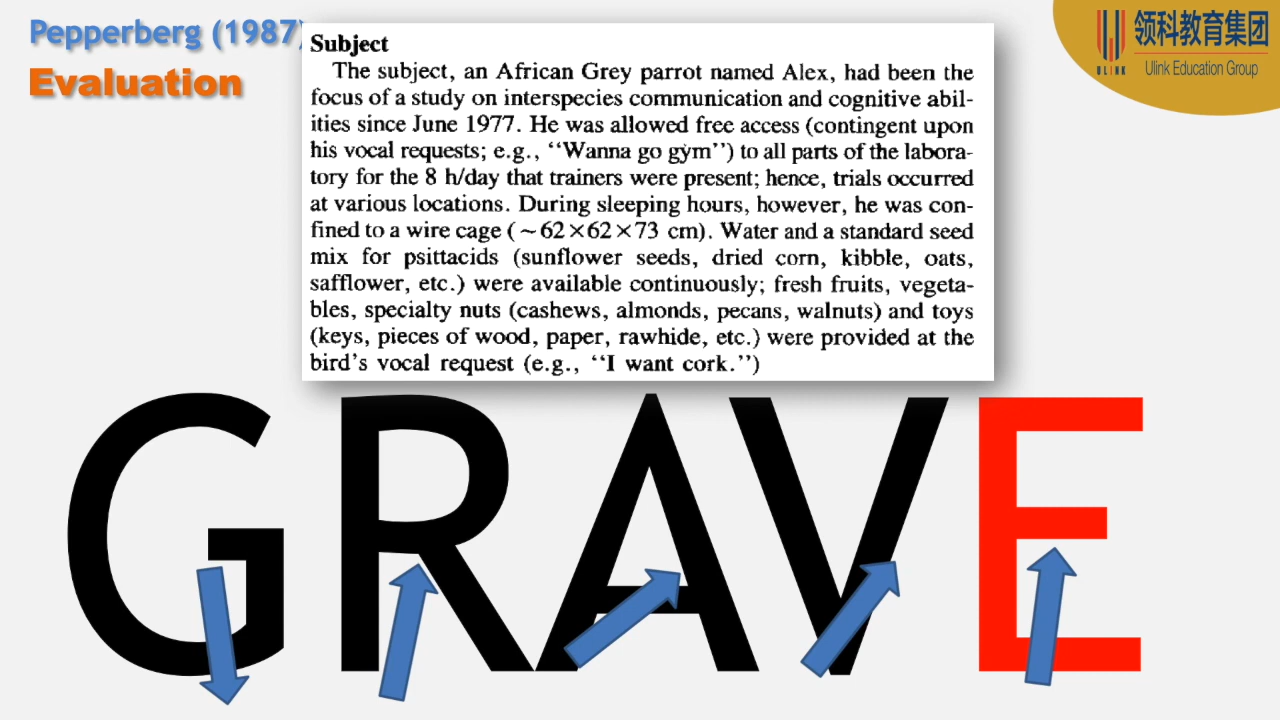 Pepperberg (1987)
Evaluation
Subject
The subject, an African Grey parrot named Alex, had been the
focus of a study on interspecies communication and cognitive abil-
ities since June 1977. He was allowed free access (contingent upon
his vocal requests; e.g., ‘‘Wanna go gym’’) to all parts of the labora-
tory for the 8 h/day that trainers were present; hence, trials occurred
at various locations. During sleeping hours, however, he was con-
fined to a wire cage (~62×62×73 cm). Water and a standard seed
mix for psittacids (sunflower seeds, dried corn, kibble, oats,
safflower, etc.) were available continuously; fresh fruits, vegeta-
bles, specialty nuts (cashews, almonds, pecans, walnuts) and toys
(keys, pieces of wood, paper, rawhide, etc.) were provided at the
bird’s vocal request (e.g., ‘‘I want cork.’’)
ULINK
领科教育集团
Ulink Education Group
GRAVE